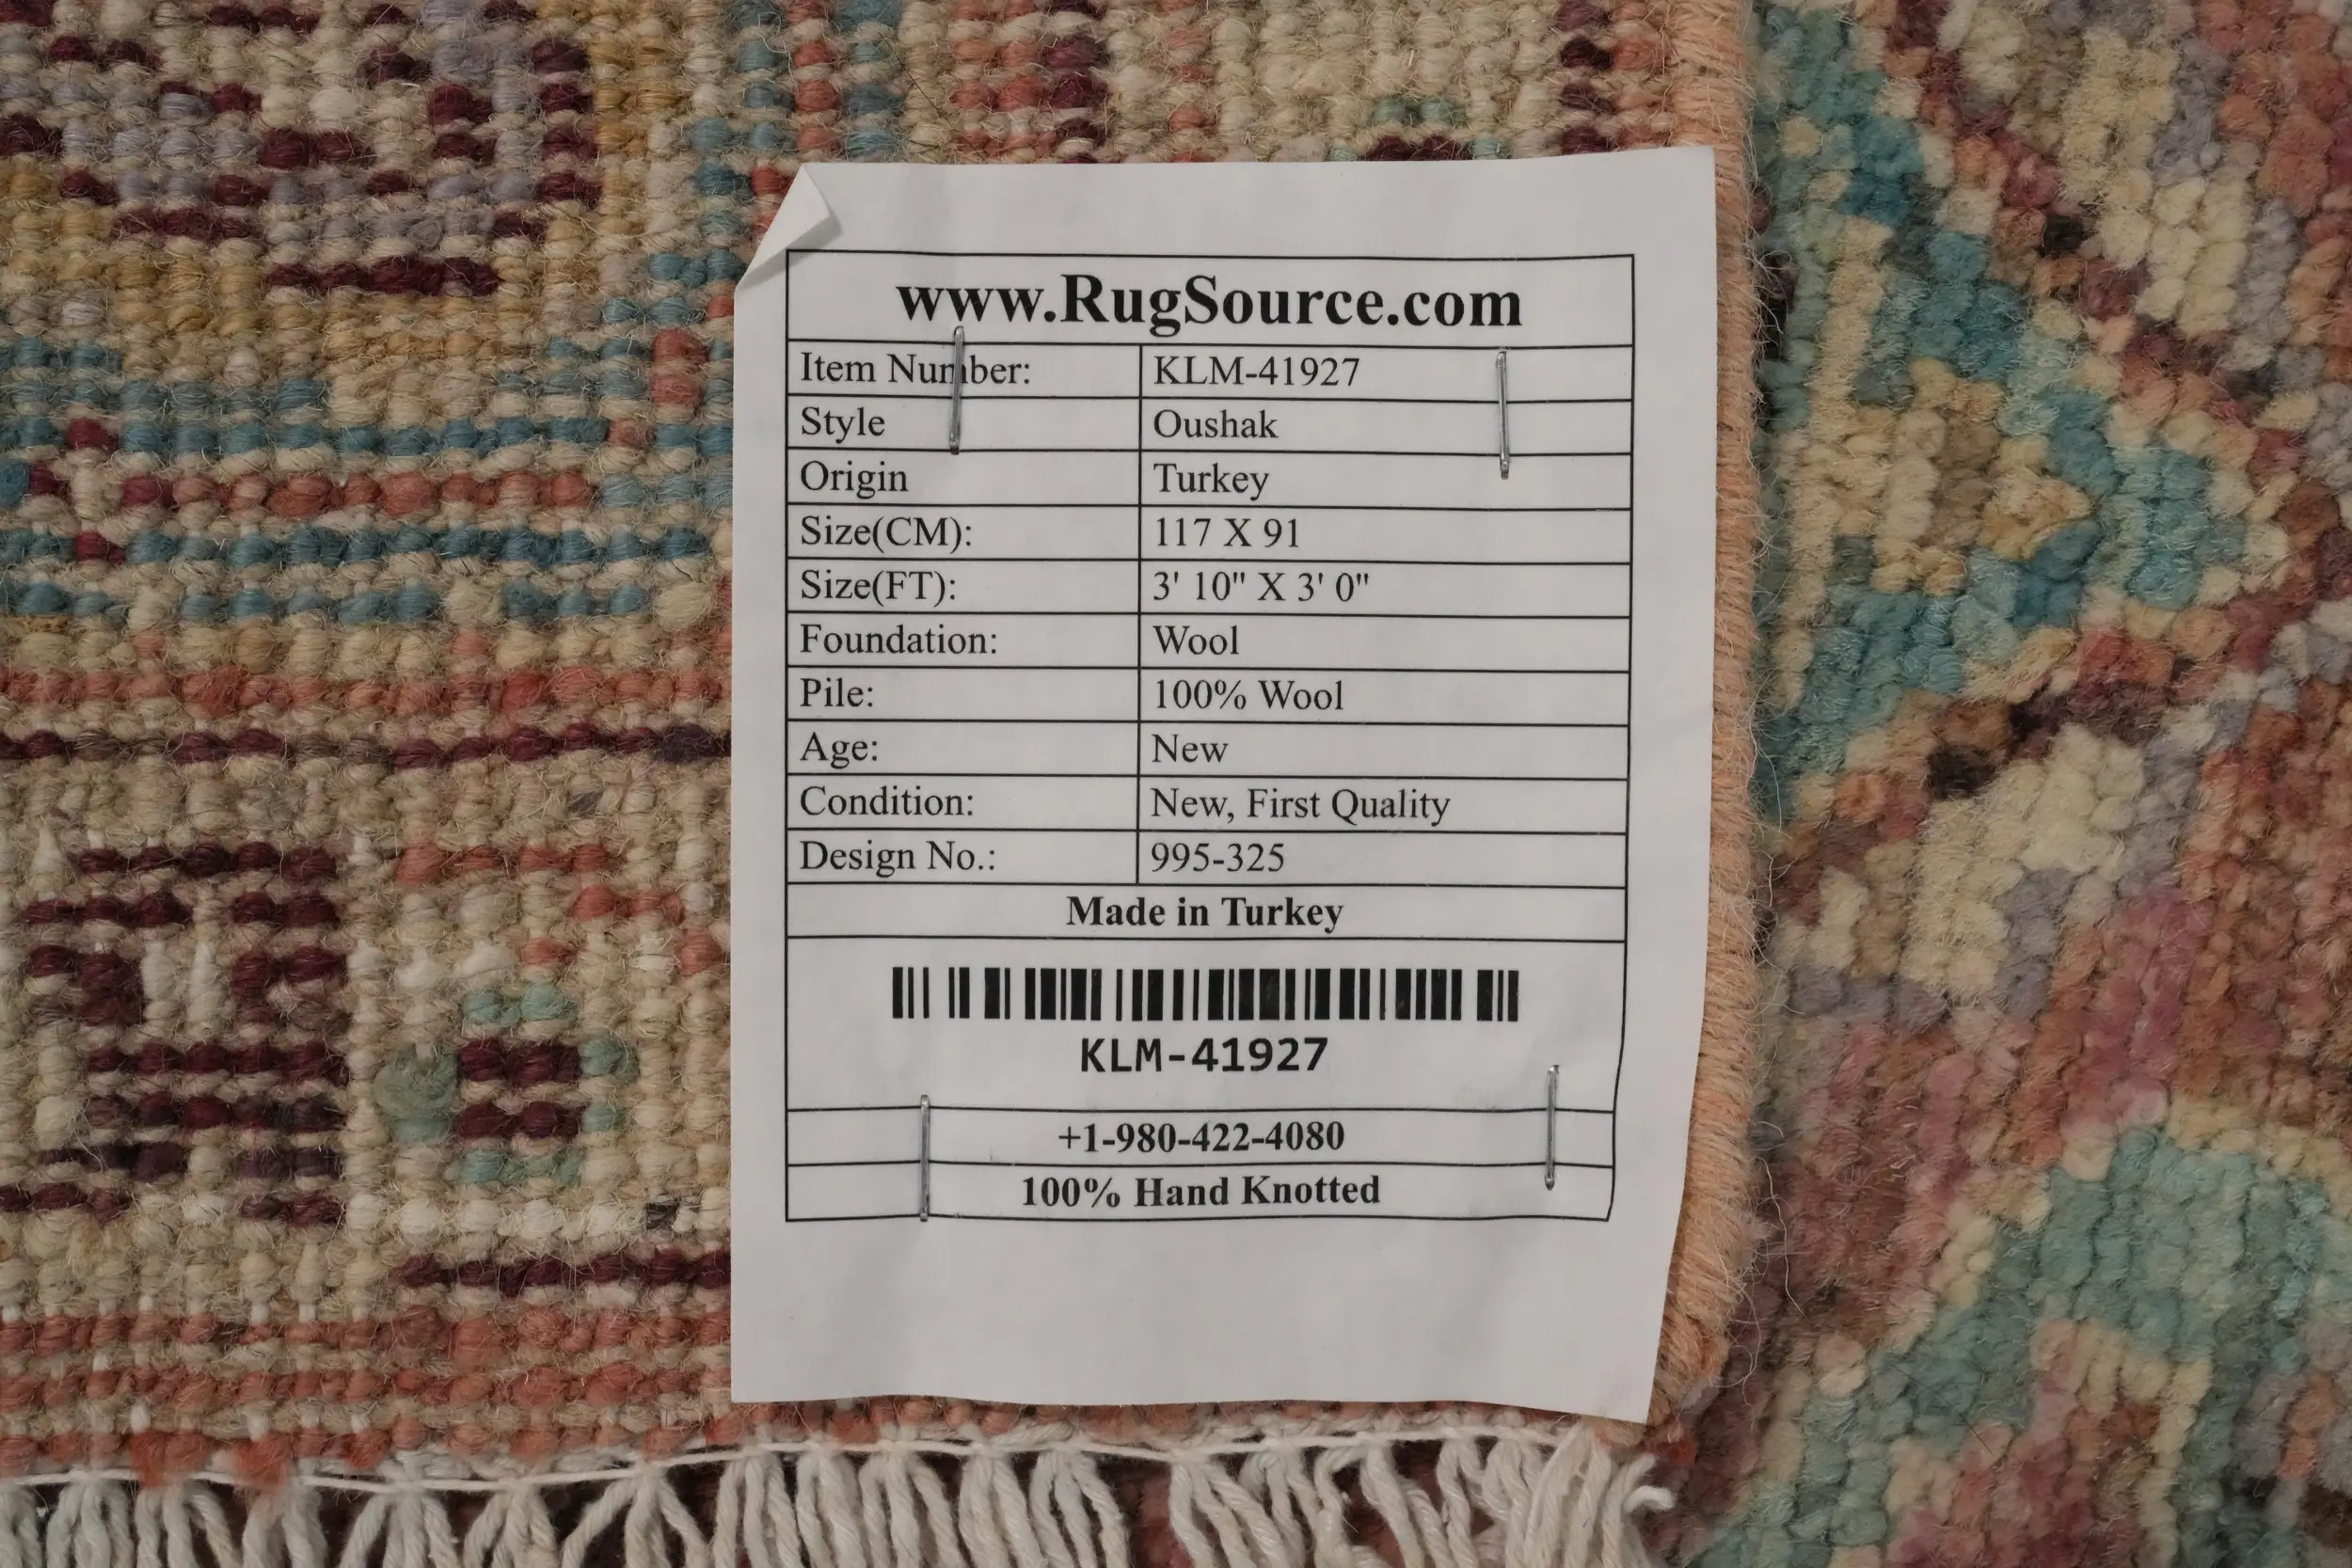 www.RugSource.com
Item Number: KLM-41927
Style Oushak
Origin Turkey
Size(CM): 117 X 91
Size(FT): 3' 10" X 3' 0"
Foundation: Wool
Pile: 100% Wool
Age: New
Condition: New, First Quality
Design No.: 995-325
Made in Turkey
KLM-41927
+1-980-422-4080
100% Hand Knotted